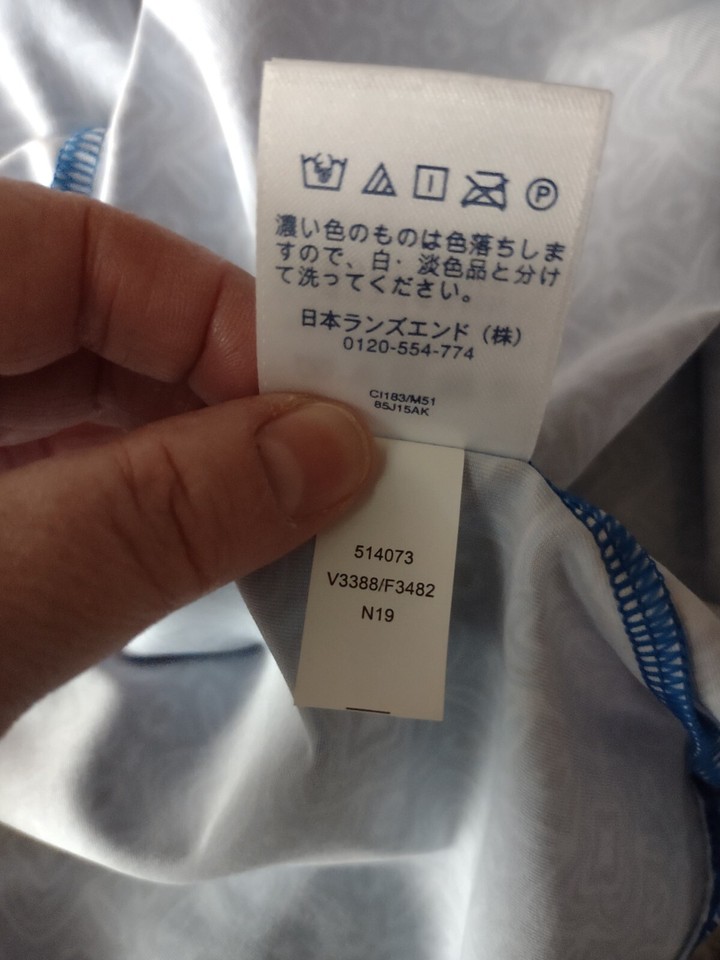 濃い色のものは色落ちしま
すので、白・淡色品と分け
て洗ってください。
日本ランズエンド（株）
0120-554-774
CI183/M51
85J15AK
514073
V3388/F3482
N19